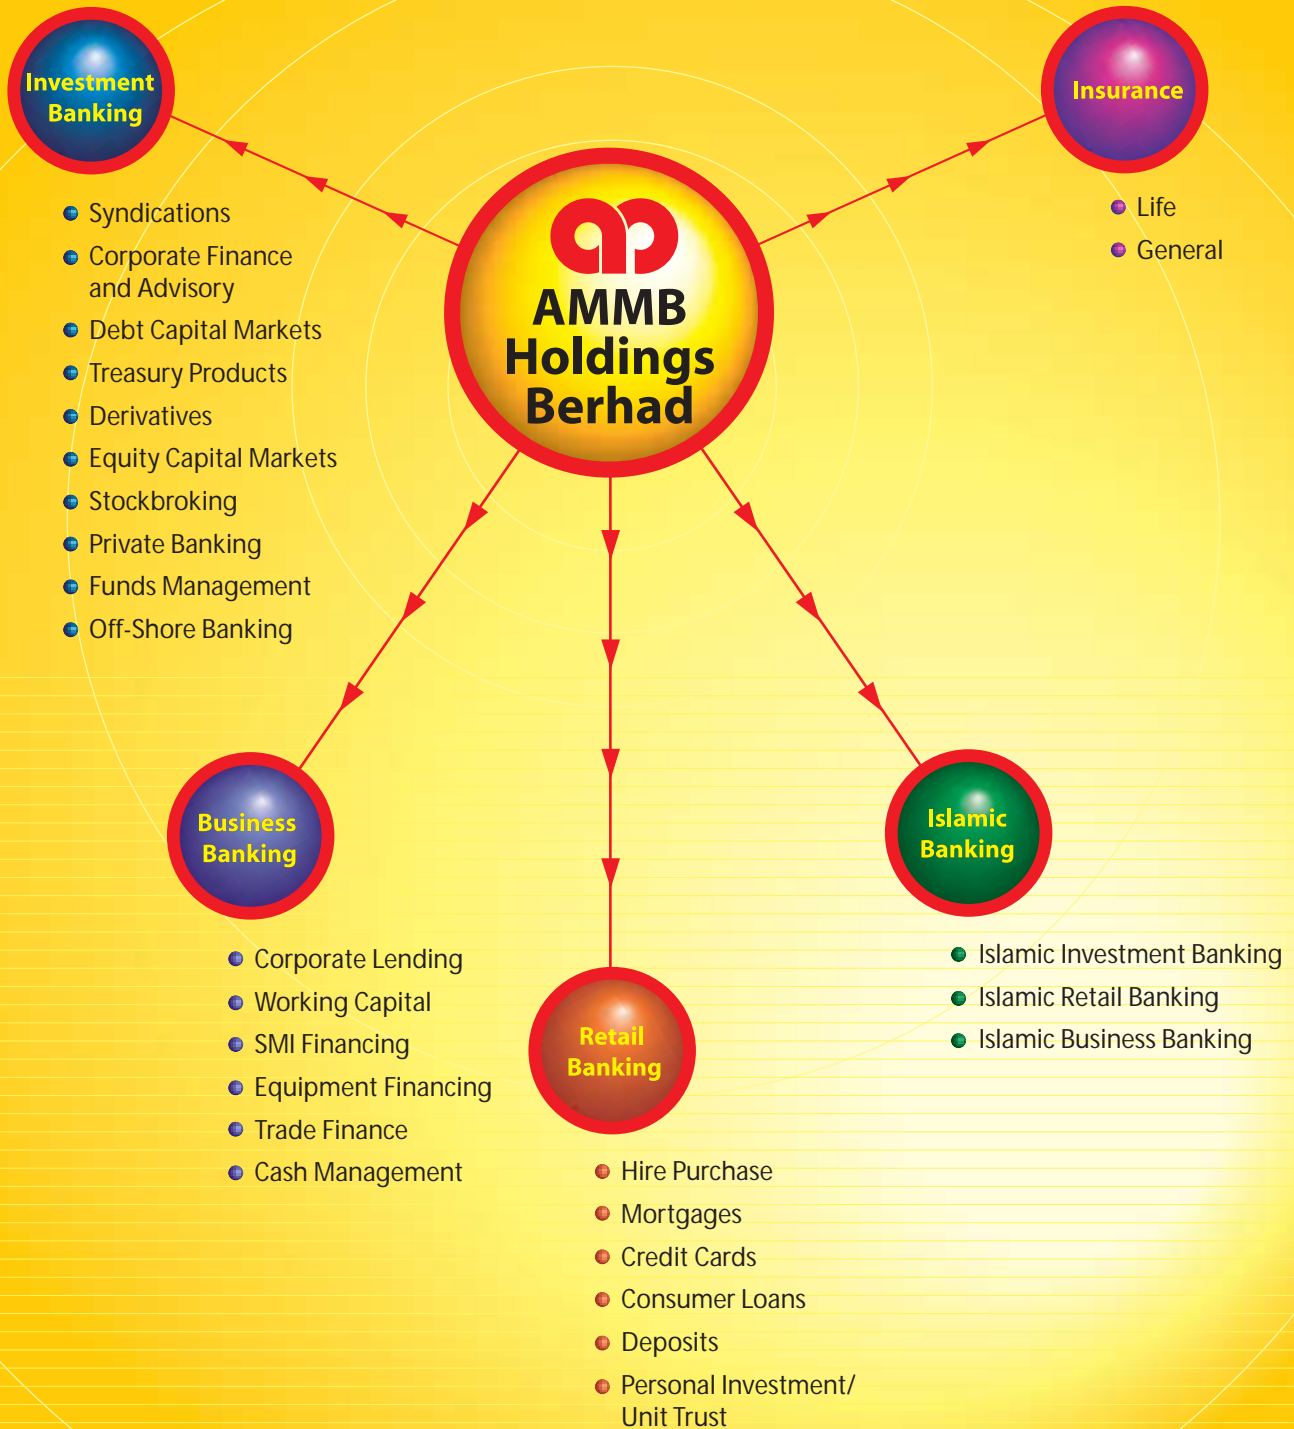 Investment
Banking
Syndications
Corporate Finance
and Advisory
Debt Capital Markets
Treasury Products
Derivatives
Equity Capital Markets
Stockbroking
Private Banking
Funds Management
Off-Shore Banking
Insurance
Life
General
AMMB
Holdings
Berhad
Business
Banking
Corporate Lending
Working Capital
SMI Financing
Equipment Financing
Trade Finance
Cash Management
Retail
Banking
Hire Purchase
Mortgages
Credit Cards
Consumer Loans
Deposits
Personal Investment/
Unit Trust
Islamic
Banking
Islamic Investment Banking
Islamic Retail Banking
Islamic Business Banking